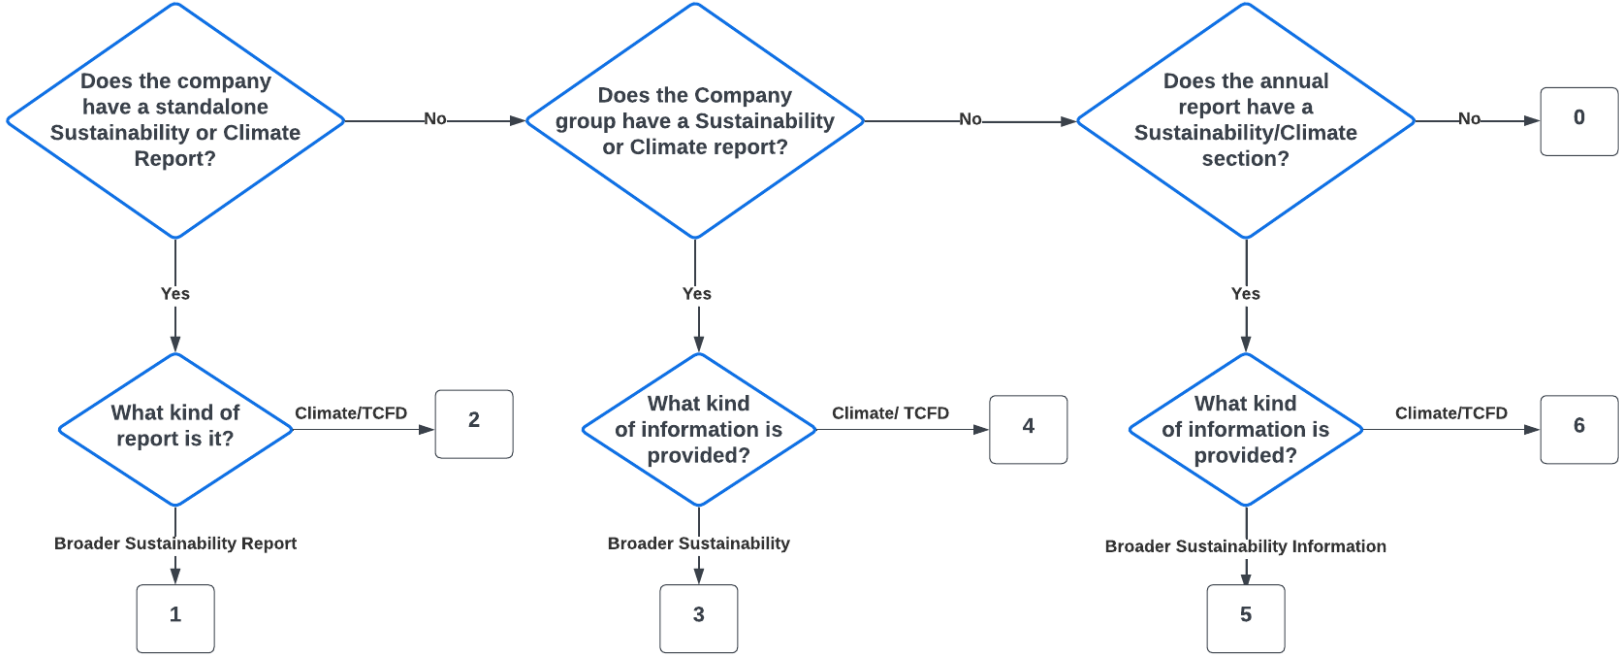 Does the company
have a standalone
Sustainability or Climate
Report?
No
Does the Company
group have a Sustainability
or Climate report?
No
Does the annual
report have a
Sustainability/Climate
section?
No
0
Yes
Yes
Yes
What kind of
report is it?
Climate/TCFD
2
What kind
of information is
provided?
Climate/ TCFD
4
What kind
of information is
provided?
Climate/TCFD
6
Broader Sustainability Report
Broader Sustainability
Broader Sustainability Information
1
3
5